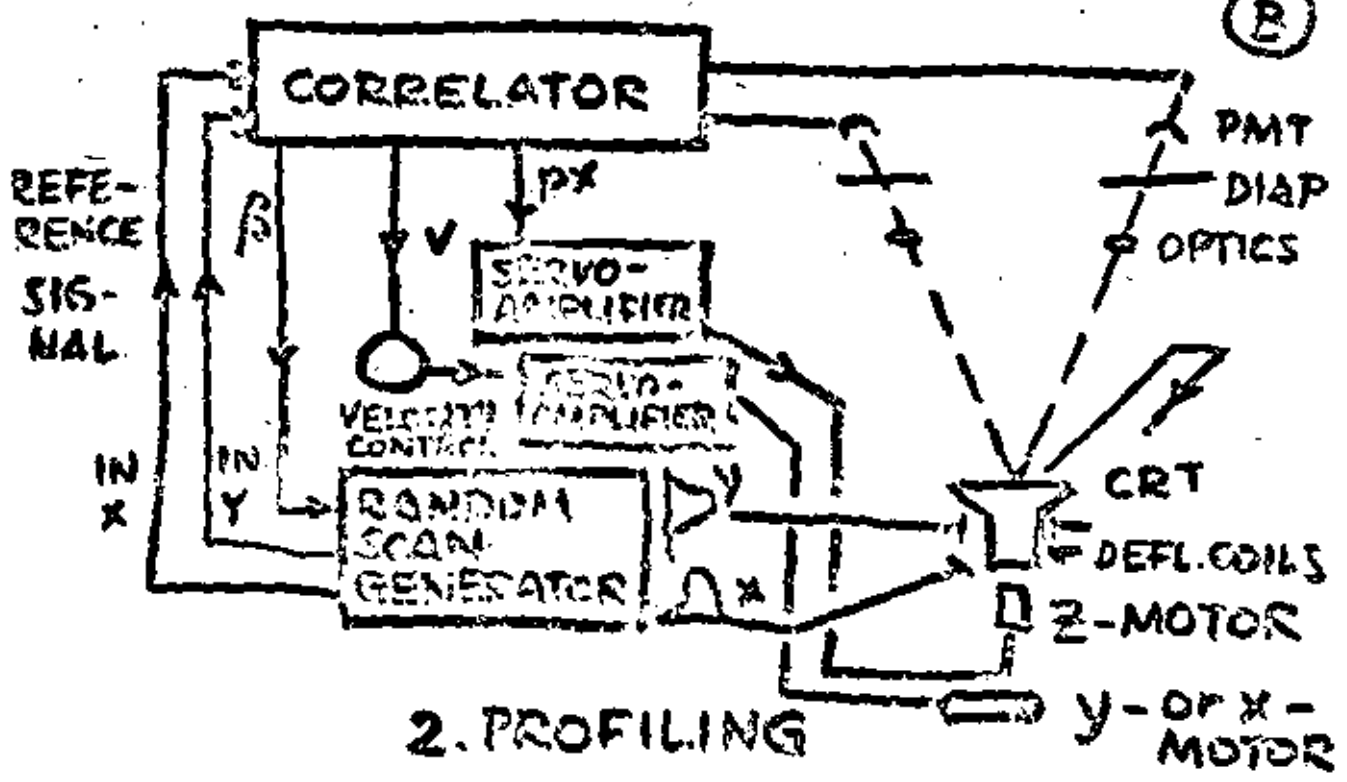 B
CORRELATOR
PMT
DIAP
OPTICS
REFE-
RENCE
SIG-
NAL
β
V
px
SERVO-
AMPLIFIER
SERVO-
AMPLIFIER
VELOCITY
CONTROL
IN
X
IN
Y
RANDOM
SCAN
GENERATOR
y
x
CRT
DEFL.COILS
Z-MOTOR
y-or x-
MOTOR
2. PROFILING